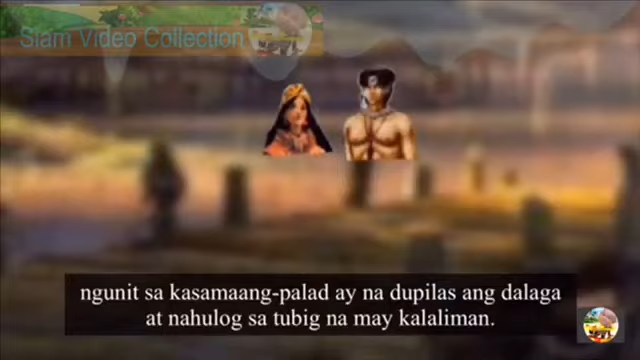 Siam Video Collection
ngunit sa kasamaang-palad ay na dupilas ang dalaga
at nahulog sa tubig na may kalaliman.